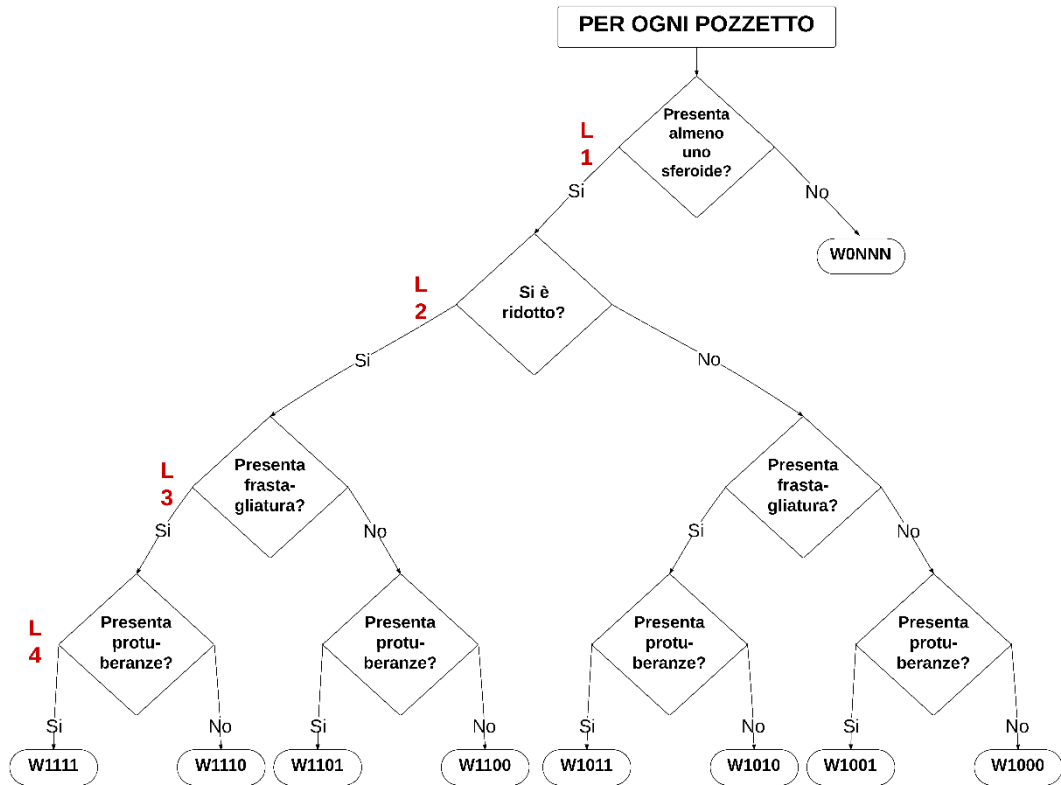 PER OGNI POZZETTO
Presenta
almeno
uno
sferoide?
L
1
Si
No
W0NNN
Si è
ridotto?
L
2
Si
No
Presenta
frasta-
gliatura?
L
3
Si
No
Presenta
frasta-
gliatura?
Si
No
Presenta
protu-
beranze?
L
4
Si
No
Presenta
protu-
beranze?
Si
No
Presenta
protu-
beranze?
Si
No
Presenta
protu-
beranze?
Si
No
W1111
W1110
W1101
W1100
W1011
W1010
W1001
W1000